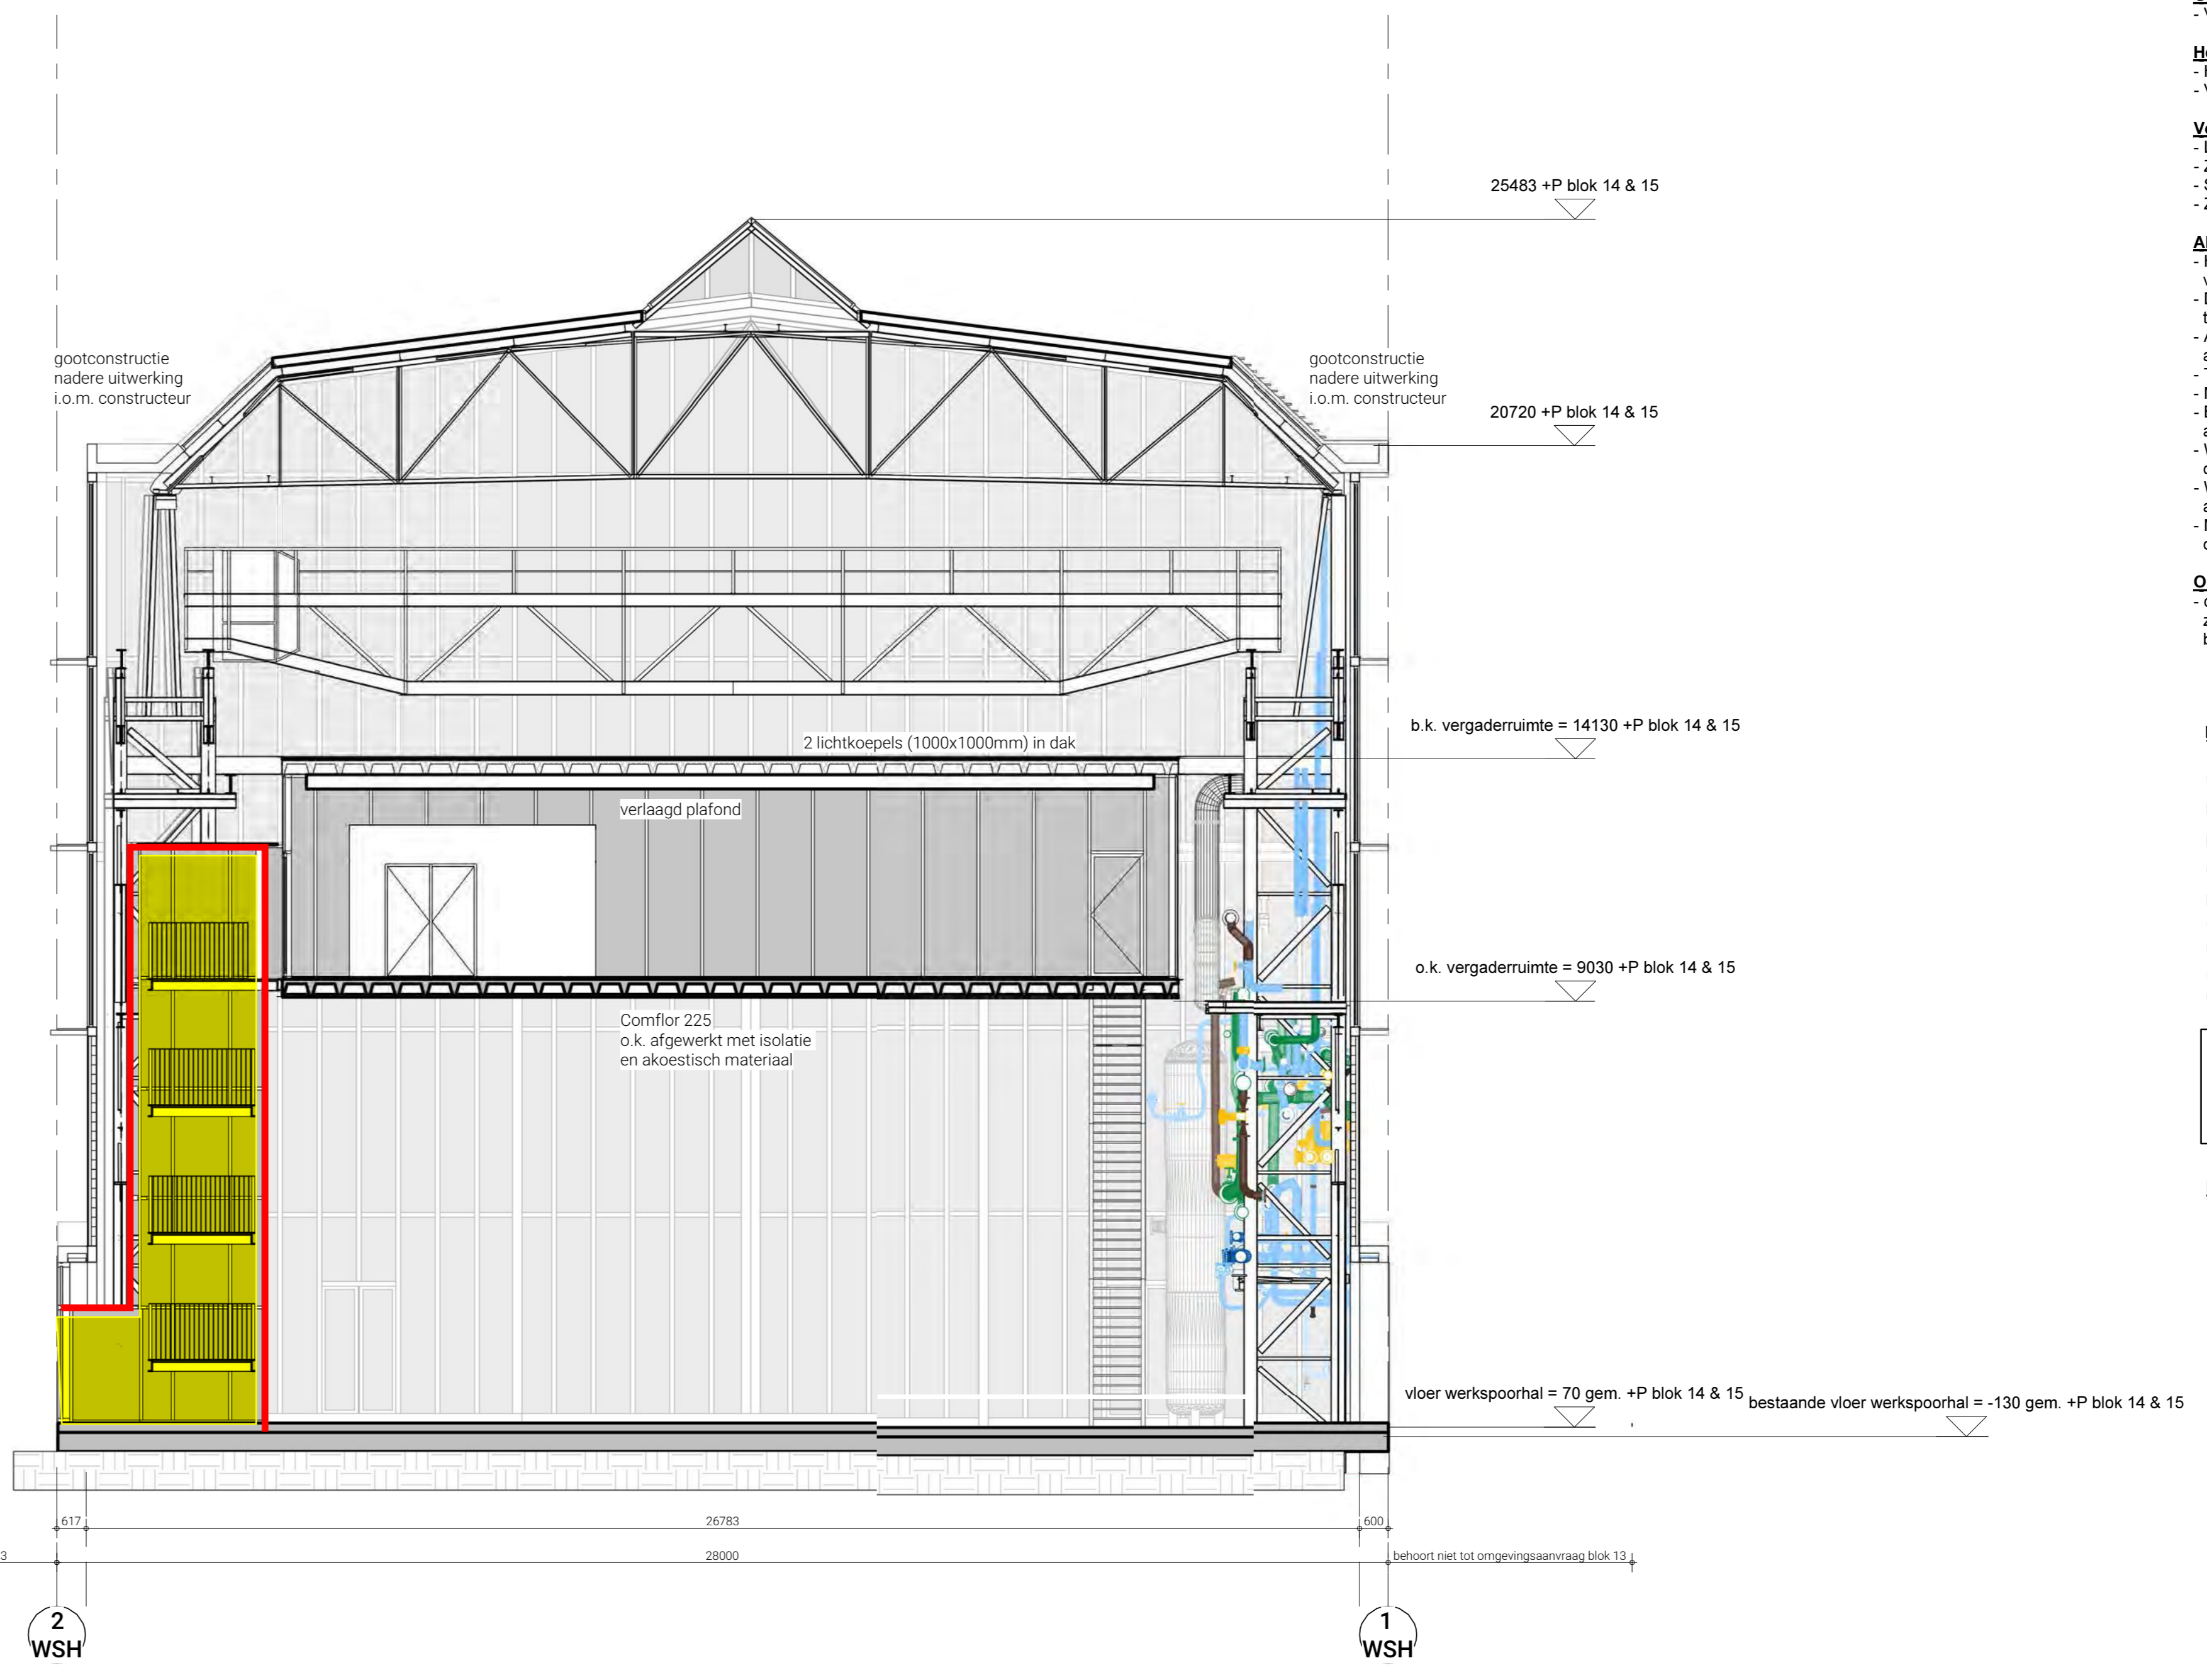 25483 +P blok 14 & 15
gootconstructie
nadere uitwerking
i.o.m. constructeur
gootconstructie
nadere uitwerking
i.o.m. constructeur
20720 +P blok 14 & 15
b.k. vergaderruimte = 14130 +P blok 14 & 15
2 lichtkoepels (1000x1000mm) in dak
verlaagd plafond
o.k. vergaderruimte = 9030 +P blok 14 & 15
Comflor 225
o.k. afgewerkt met isolatie
en akoestisch materiaal
vloer werkspoorhal = 70 gem. +P blok 14 & 15
bestaande vloer werkspoorhal = -130 gem. +P blok 14 & 15
617
26783
600
3
28000
behoort niet tot omgevingsaanvraag blok 13
2
WSH
1
WSH